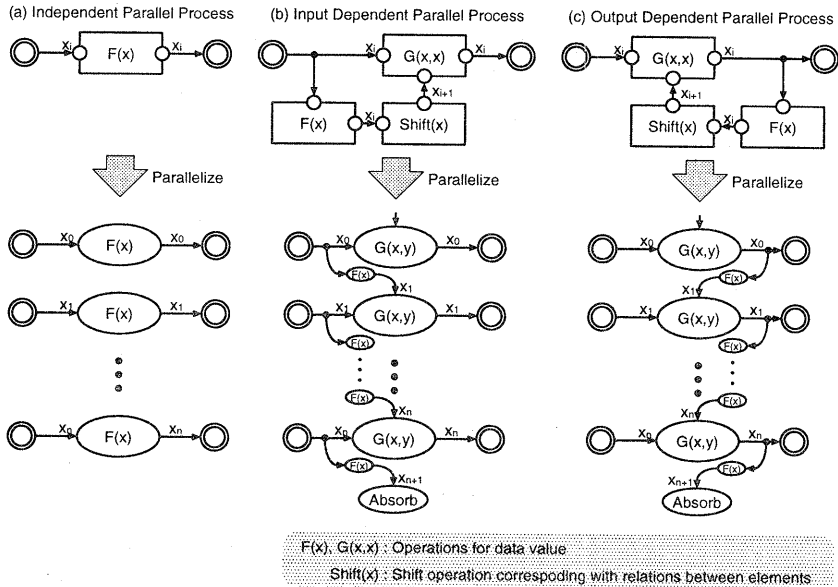 (a) Independent Parallel Process
xi
F(x)
xi
Parallelize
x0
F(x)
x0
x1
F(x)
x1
x0
F(x)
xn
(b) Input Dependent Parallel Process
xi
G(x,x)
xi
xi+1
F(x)
xi
Shift(x)
Parallelize
x0
G(x,y)
x0
F(x)
x1
x1
G(x,y)
x1
F(x)
F(x)
xn
xn
G(x,y)
xn
F(x)
xn+1
Absorb
(c) Output Dependent Parallel Process
xi
G(x,x)
xi
xi+1
Shift(x)
xi
F(x)
Parallelize
x0
G(x,y)
x0
F(x)
x1
x1
G(x,y)
x1
F(x)
F(x)
xn
xn
G(x,y)
xn
F(x)
xn+1
Absorb
F(x), G(x,x) : Operations for data value
Shift(x) : Shift operation correspoding with relations between elements